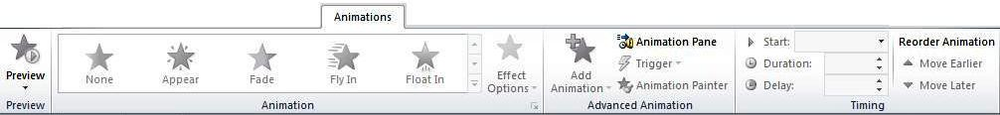 Animations
Preview
Preview
None
Appear
Fade
Fly In
Float In
Effect
Options
Animation
Add
Animation
Animation Pane
Trigger
Animation Painter
Advanced Animation
Start:
Duration:
Delay:
Reorder Animation
Move Earlier
Move Later
Timing